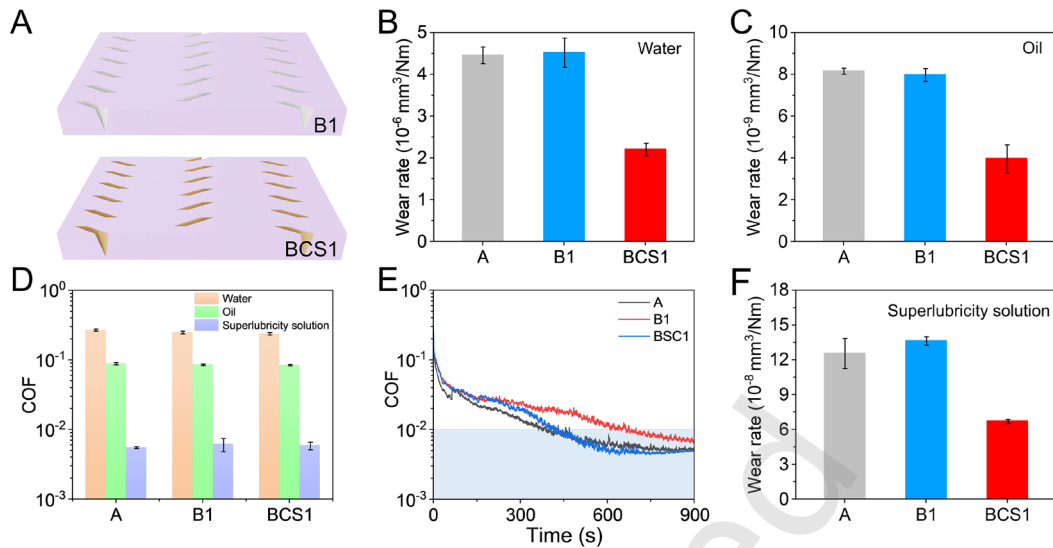 A
B1
BCS1
B
Water
Wear rate (10⁻⁶ mm³/Nm)
5
4
3
2
1
0
A
B1
BCS1
C
Oil
Wear rate (10⁻⁹ mm³/Nm)
10
8
6
4
2
0
A
B1
BCS1
D
Water
Oil
Superlubricity solution
COF
10⁰
10⁻¹
10⁻²
10⁻³
A
B1
BCS1
E
A
B1
BSC1
COF
10⁰
10⁻¹
10⁻²
10⁻³
0
300
600
900
Time (s)
F
Superlubricity solution
Wear rate (10⁻⁸ mm³/Nm)
18
15
12
9
6
3
0
A
B1
BCS1